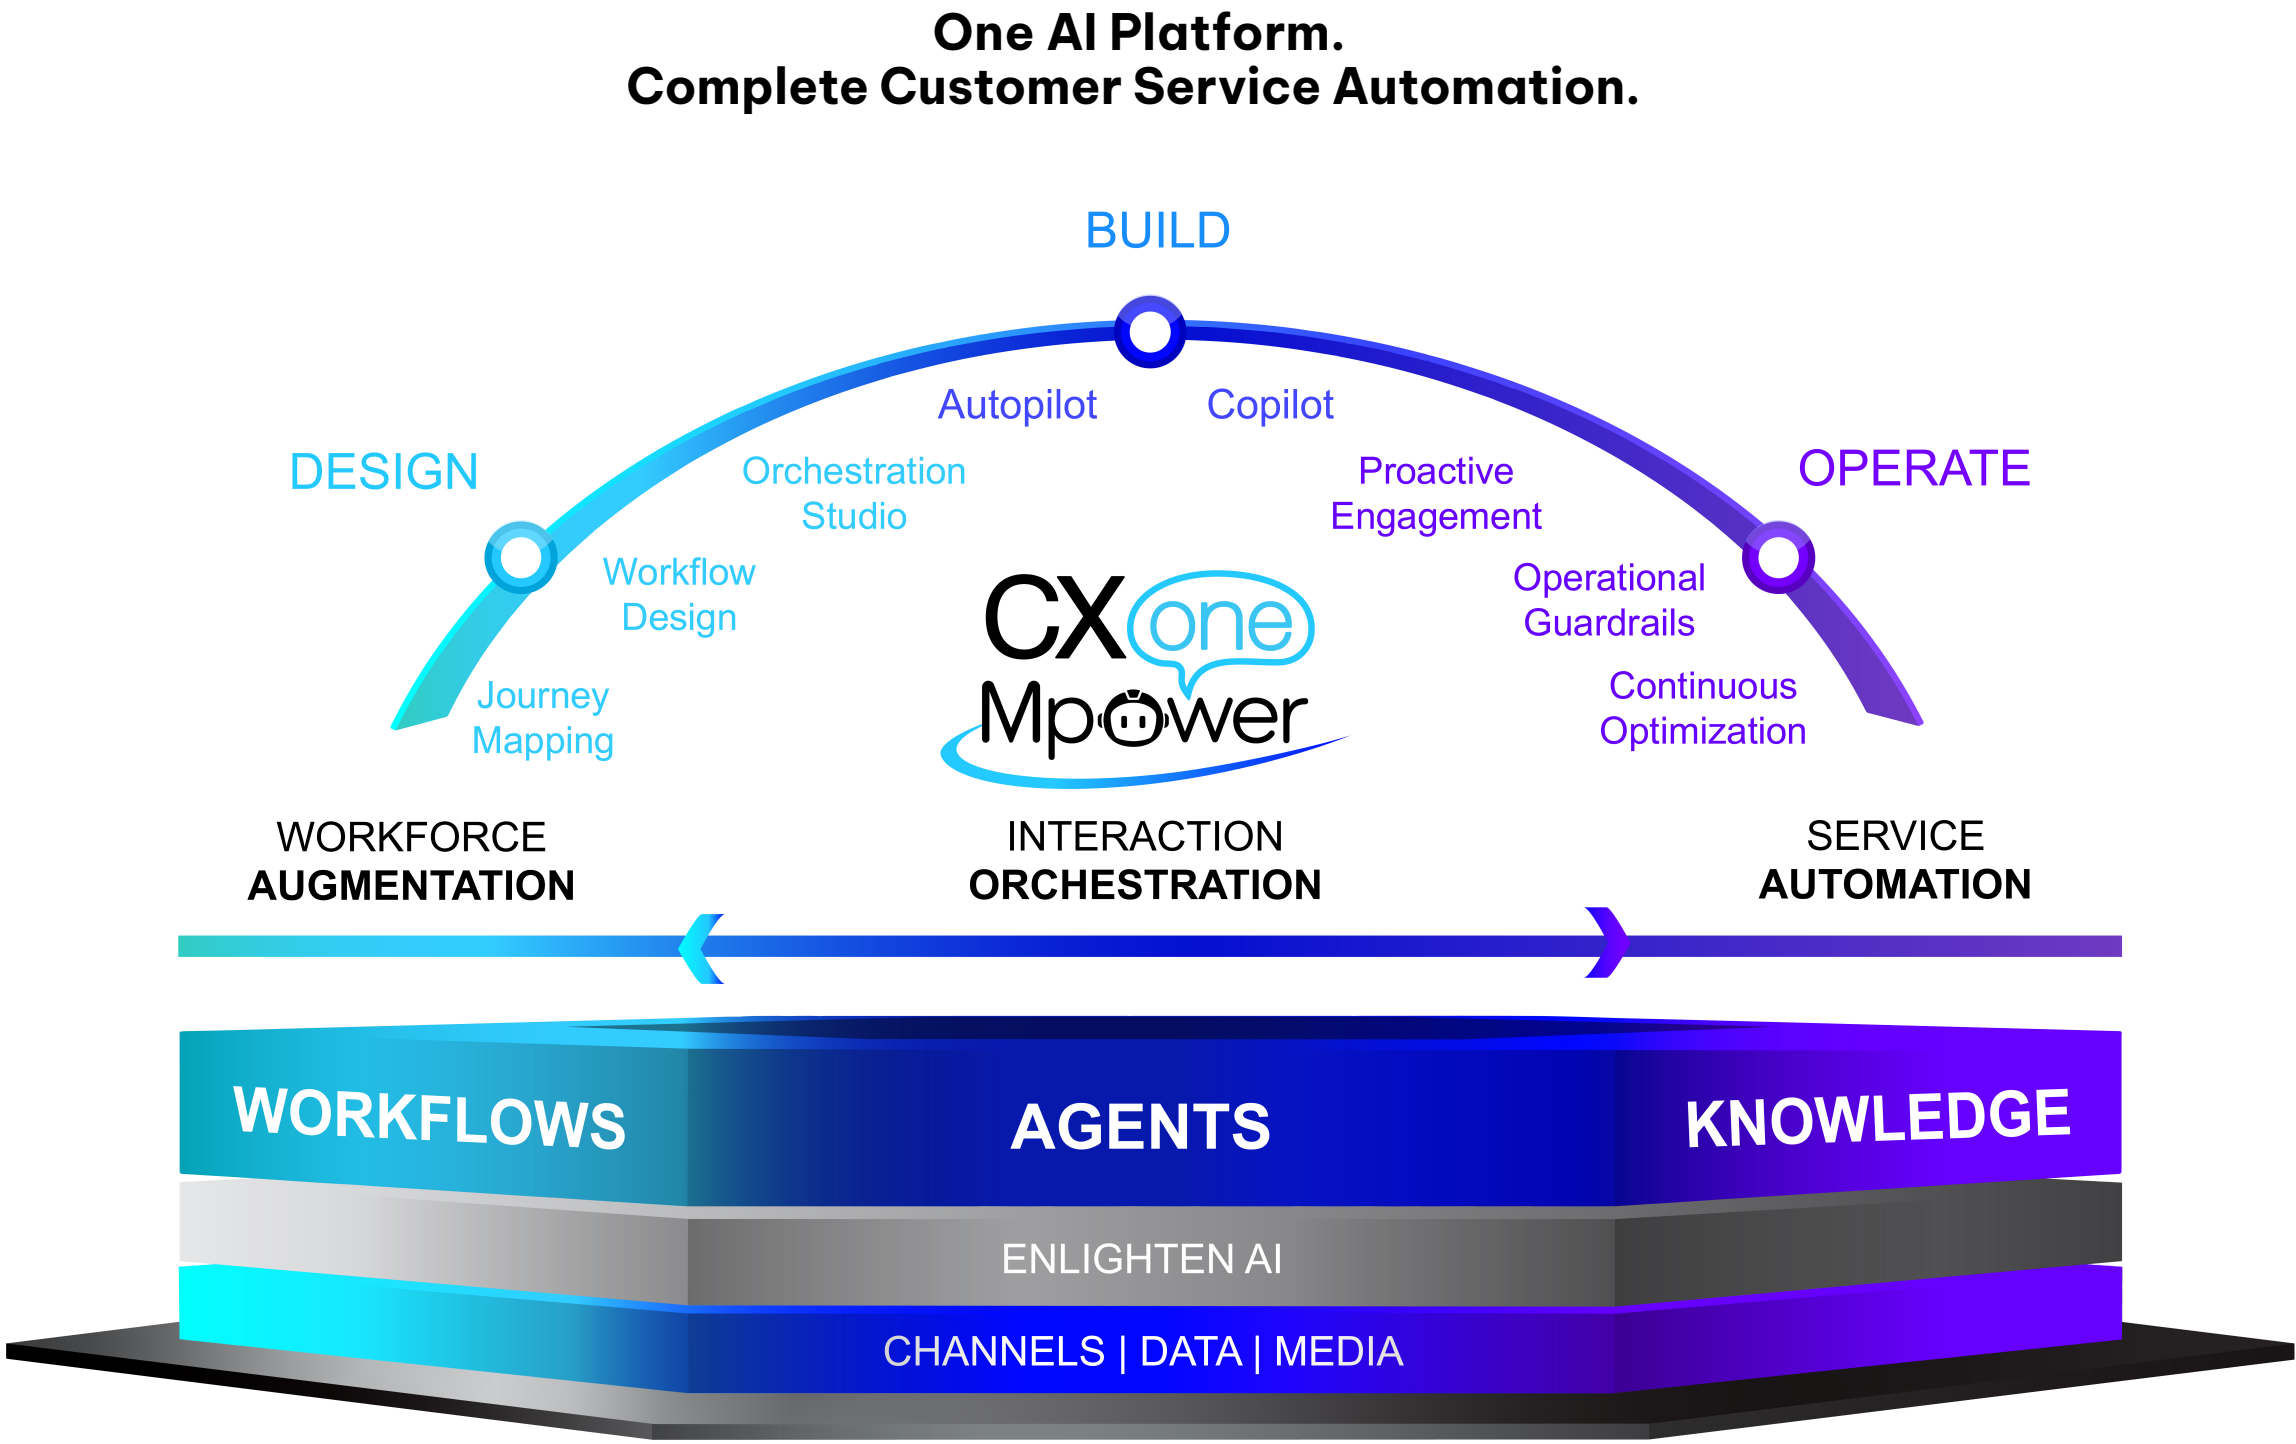 One AI Platform.
Complete Customer Service Automation.
BUILD
DESIGN
OPERATE
Autopilot
Copilot
Orchestration
Studio
Proactive
Engagement
Workflow
Design
Operational
Guardrails
Journey
Mapping
Continuous
Optimization
CXone
Mpower
WORKFORCE
AUGMENTATION
INTERACTION
ORCHESTRATION
SERVICE
AUTOMATION
WORKFLOWS
AGENTS
KNOWLEDGE
ENLIGHTEN AI
CHANNELS | DATA | MEDIA